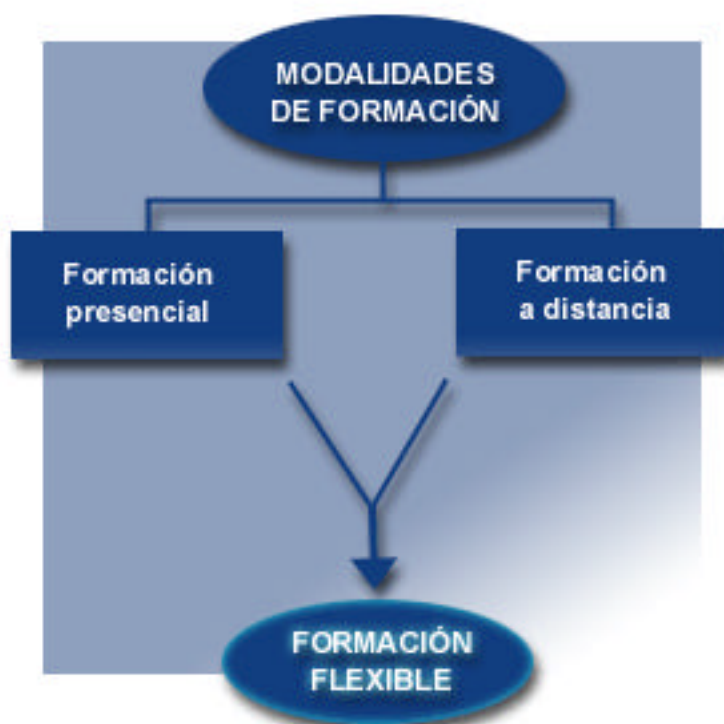 MODALIDADES
DE FORMACIÓN
Formación
presencial
Formación
a distancia
FORMACIÓN
FLEXIBLE